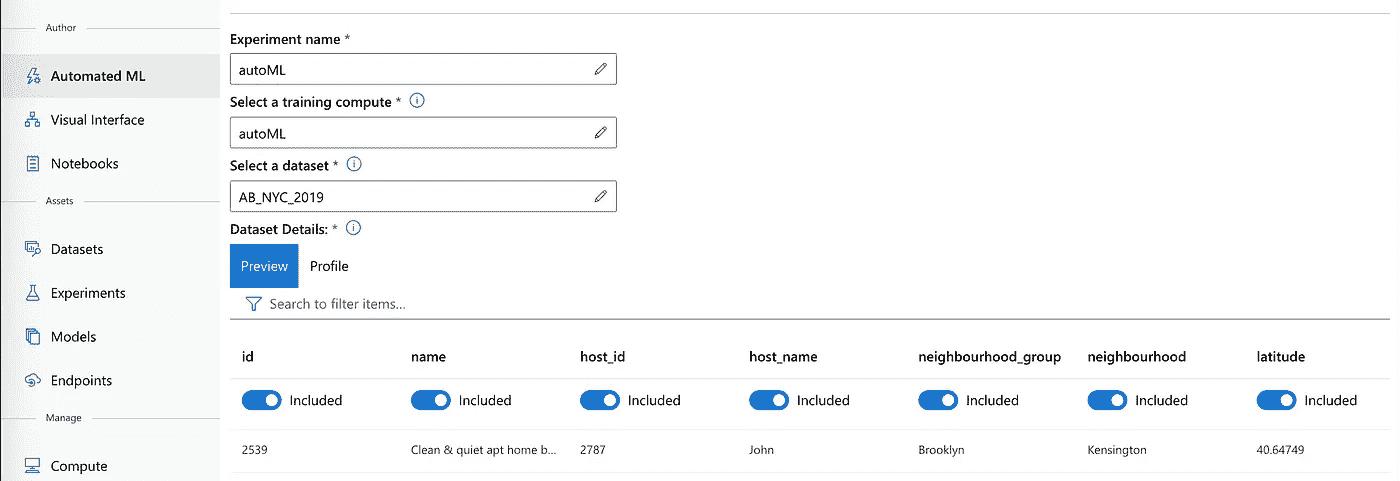 Author
Automated ML
Visual Interface
Notebooks
Assets
Datasets
Experiments
Models
Endpoints
Manage
Compute
Experiment name *
autoML
Select a training compute *
autoML
Select a dataset *
AB_NYC_2019
Dataset Details: *
Preview Profile
Search to filter items...
id name host_id host_name neighbourhood_group neighbourhood latitude
Included Included Included Included Included Included Included
2539 Clean & quiet apt home b... 2787 John Brooklyn Kensington 40.64749